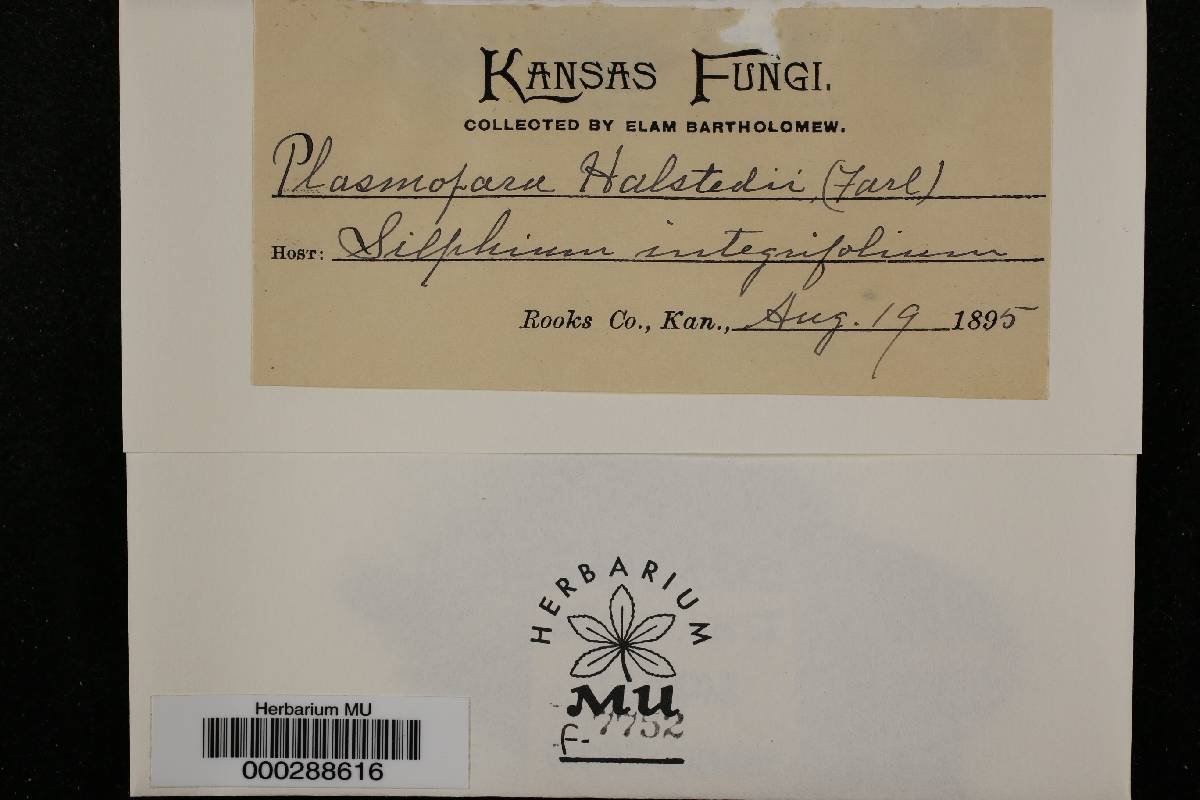 KANSAS FUNGI.
COLLECTED BY ELAM BARTHOLOMEW.
Plasmopara Halstedii (Farl)
HOST: Silphium integrifolium
Rooks Co., Kan., Aug. 19 1895
HERBARIUM
MU
F-7752
Herbarium MU
000288616